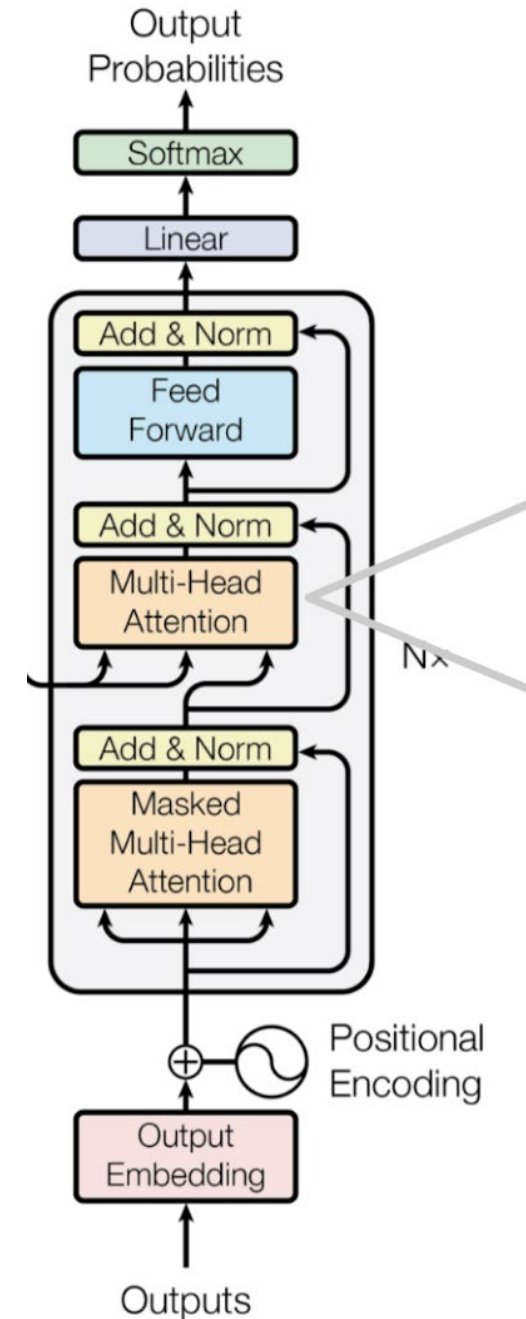 Output
Probabilities
Softmax
Linear
Add & Norm
Feed
Forward
Add & Norm
Multi-Head
Attention
N×
Add & Norm
Masked
Multi-Head
Attention
Positional
Encoding
Output
Embedding
Outputs